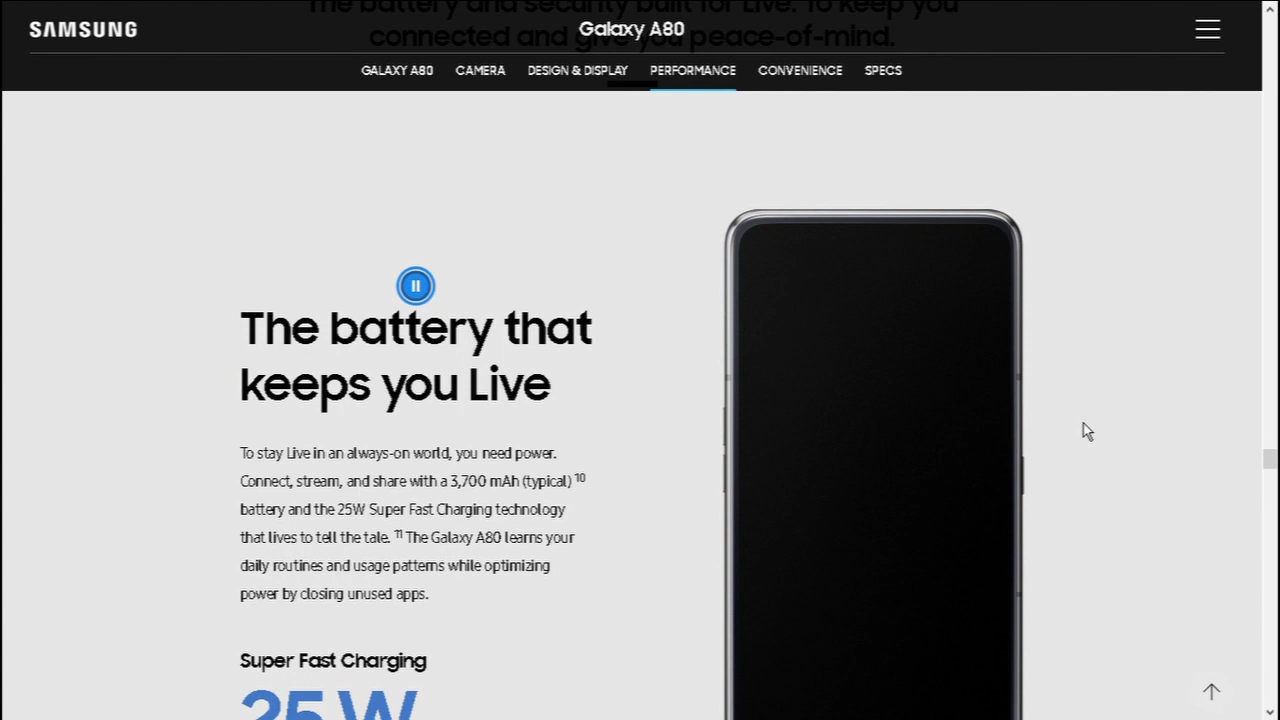 The battery and security built for Live. To keep you
connected and give you peace-of-mind.
SAMSUNG
Galaxy A80
GALAXY A80 CAMERA DESIGN & DISPLAY PERFORMANCE CONVENIENCE SPECS
The battery that
keeps you Live
To stay Live in an always-on world, you need power.
Connect, stream, and share with a 3,700 mAh (typical) 10
battery and the 25W Super Fast Charging technology
that lives to tell the tale. 11 The Galaxy A80 learns your
daily routines and usage patterns while optimizing
power by closing unused apps.
Super Fast Charging
25 W